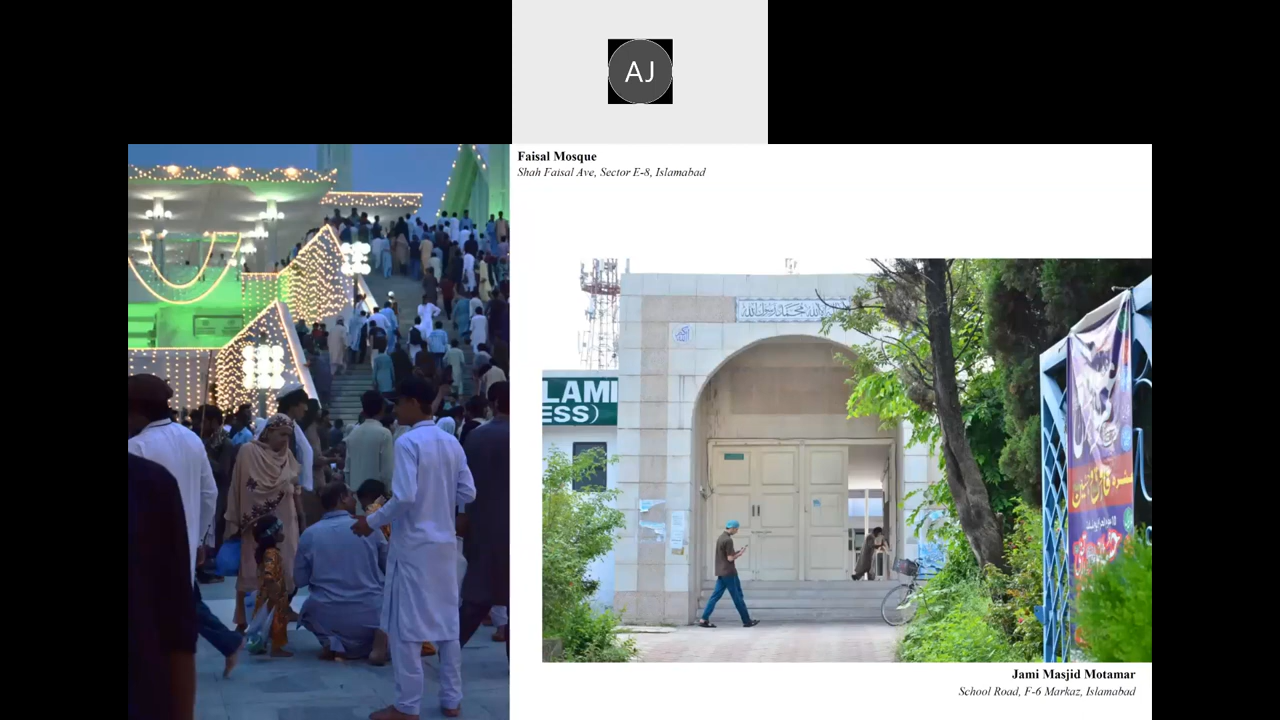 AJ
Faisal Mosque
Shah Faisal Ave, Sector E-8, Islamabad
LAMI
ESS)
Jami Masjid Motamar
School Road, F-6 Markaz, Islamabad